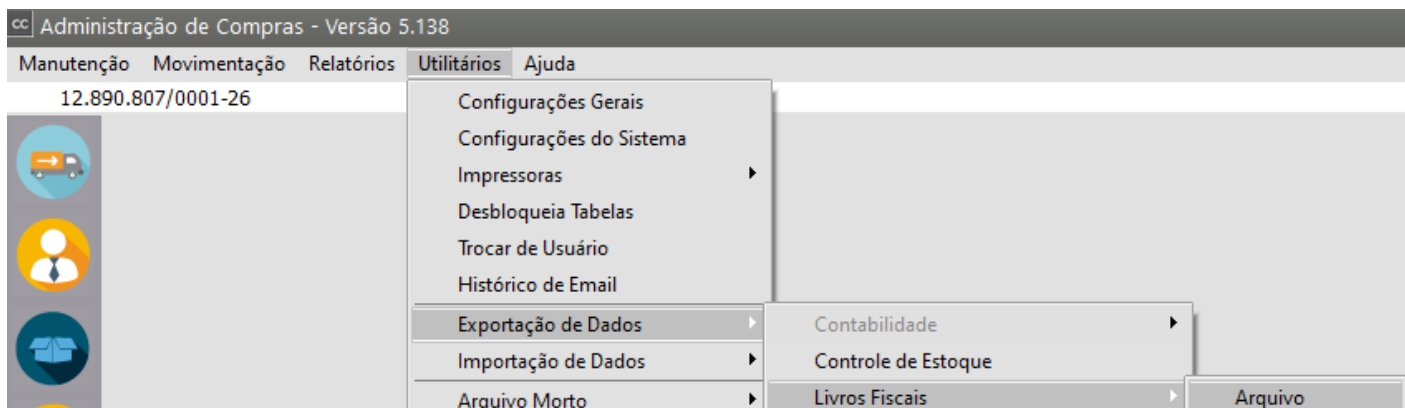 cc Administração de Compras - Versão 5.138
Manutenção Movimentação Relatórios Utilitários Ajuda
12.890.807/0001-26
Configurações Gerais
Configurações do Sistema
Impressoras
Desbloqueia Tabelas
Trocar de Usuário
Histórico de Email
Exportação de Dados Contabilidade
Importação de Dados Controle de Estoque
Arquivo Morto Livros Fiscais Arquivo